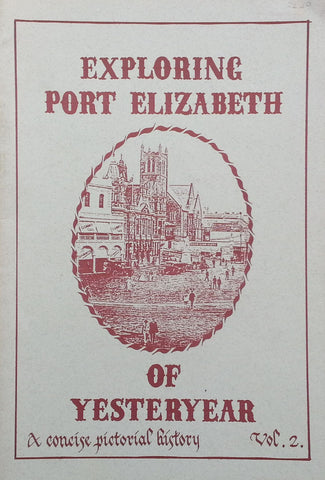 EXPLORING
PORT ELIZABETH
OF
YESTERYEAR
A concise pictorial history Vol. 2.